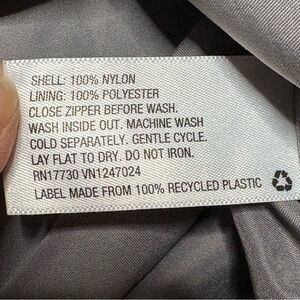 SHELL: 100% NYLON
LINING: 100% POLYESTER
CLOSE ZIPPER BEFORE WASH.
WASH INSIDE OUT. MACHINE WASH
COLD SEPARATELY. GENTLE CYCLE.
LAY FLAT TO DRY. DO NOT IRON.
RN17730 VN1247024
LABEL MADE FROM 100% RECYCLED PLASTIC